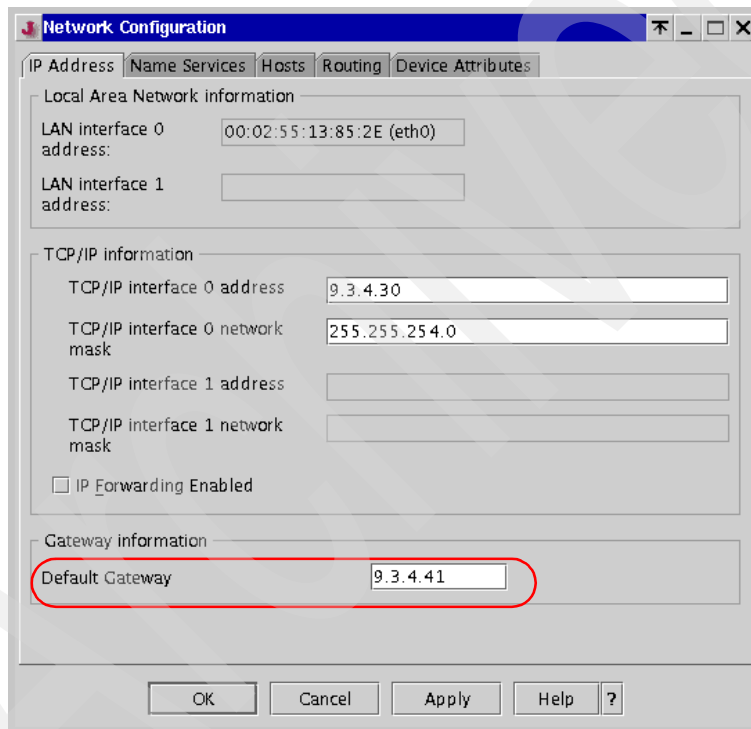 Network Configuration
IP Address Name Services Hosts Routing Device Attributes
Local Area Network information
LAN interface 0
address:
00:02:55:13:85:2E (eth0)
LAN interface 1
address:
TCP/IP information
TCP/IP interface 0 address
9.3.4.30
TCP/IP interface 0 network
mask
255.255.254.0
TCP/IP interface 1 address
TCP/IP interface 1 network
mask
IP Forwarding Enabled
Gateway information
Default Gateway
9.3.4.41
OK Cancel Apply Help ?